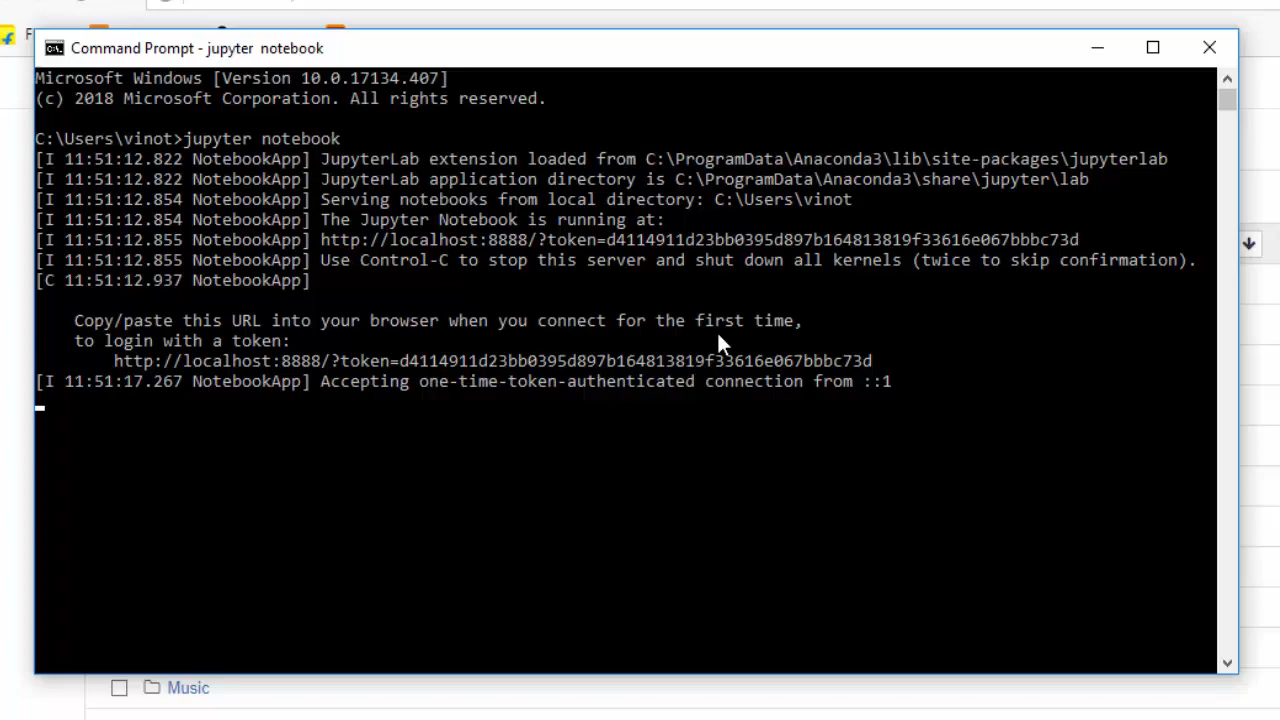 Command Prompt - jupyter  notebook
Microsoft Windows [Version 10.0.17134.407]
(c) 2018 Microsoft Corporation. All rights reserved.
C:\Users\vinot>jupyter notebook
[I 11:51:12.822 NotebookApp] JupyterLab extension loaded from C:\ProgramData\Anaconda3\lib\site-packages\jupyterlab
[I 11:51:12.822 NotebookApp] JupyterLab application directory is C:\ProgramData\Anaconda3\share\jupyter\lab
[I 11:51:12.854 NotebookApp] Serving notebooks from local directory: C:\Users\vinot
[I 11:51:12.854 NotebookApp] The Jupyter Notebook is running at:
[I 11:51:12.855 NotebookApp] http://localhost:8888/?token=d4114911d23bb0395d897b164813819f33616e067bbbc73d
[I 11:51:12.855 NotebookApp] Use Control-C to stop this server and shut down all kernels (twice to skip confirmation).
[C 11:51:12.937 NotebookApp]
Copy/paste this URL into your browser when you connect for the first time,
to login with a token:
http://localhost:8888/?token=d4114911d23bb0395d897b164813819f33616e067bbbc73d
[I 11:51:17.267 NotebookApp] Accepting one-time-token-authenticated connection from ::1
Music